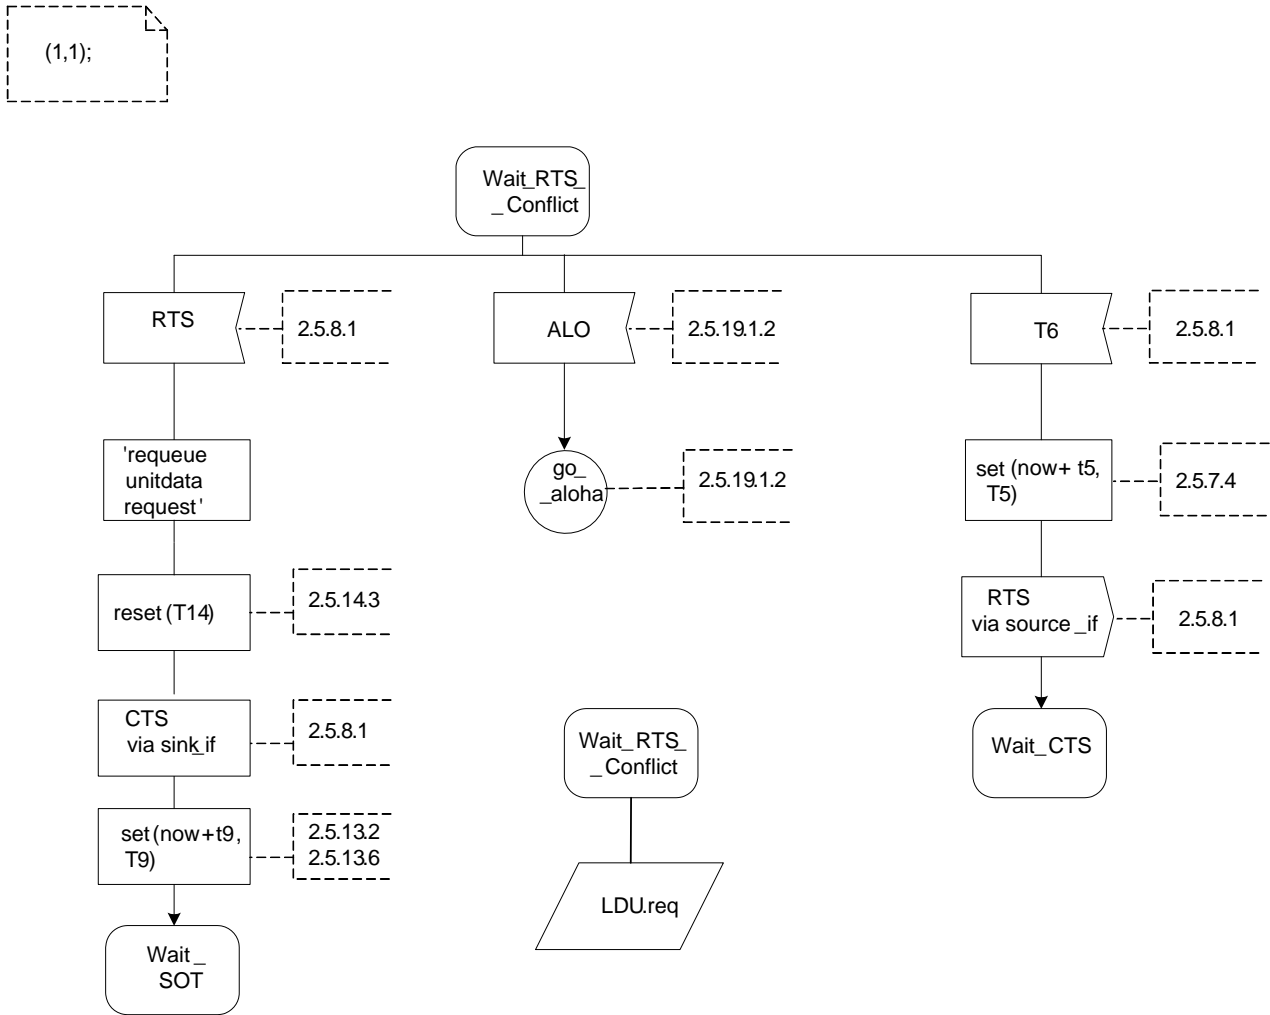 (1,1);
Wait_RTS_
_Conflict
RTS
2.5.8.1
ALO
2.5.19.1.2
T6
2.5.8.1
'requeue
unitdata
request'
go_
_aloha
2.5.19.1.2
set (now+ t5,
T5)
2.5.7.4
reset (T14)
2.5.14.3
RTS
via source_if
2.5.8.1
CTS
via sink_if
2.5.8.1
Wait_RTS_
_Conflict
Wait_CTS
set (now+t9,
T9)
2.5.13.2
2.5.13.6
LDU.req
Wait_
SOT